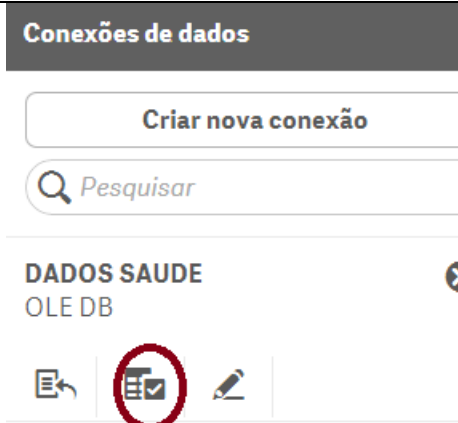 Conexões de dados
Criar nova conexão
Pesquisar
DADOS SAUDE
OLE DB